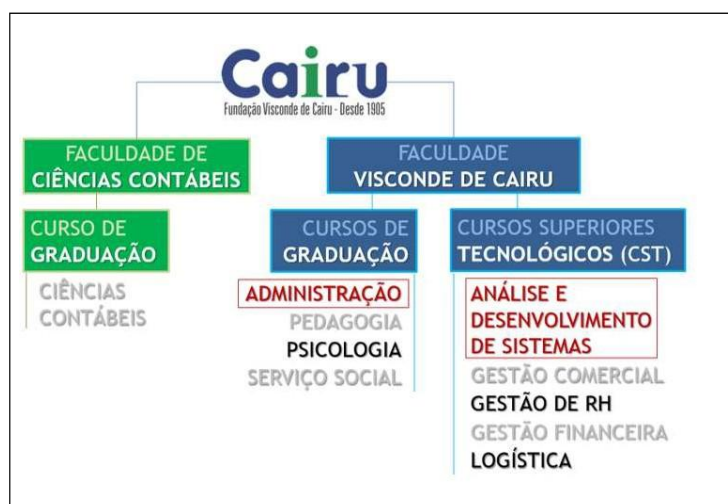 Cairu
Fundação Visconde de Cairu - Desde 1905
FACULDADE DE
CIÊNCIAS CONTÁBEIS
CURSO DE
GRADUAÇÃO
CIÊNCIAS
CONTÁBEIS
FACULDADE
VISCONDE DE CAIRU
CURSOS DE
GRADUAÇÃO
ADMINISTRAÇÃO
PEDAGOGIA
PSICOLOGIA
SERVIÇO SOCIAL
CURSOS SUPERIORES
TECNOLÓGICOS (CST)
ANÁLISE E
DESENVOLVIMENTO
DE SISTEMAS
GESTÃO COMERCIAL
GESTÃO DE RH
GESTÃO FINANCEIRA
LOGÍSTICA